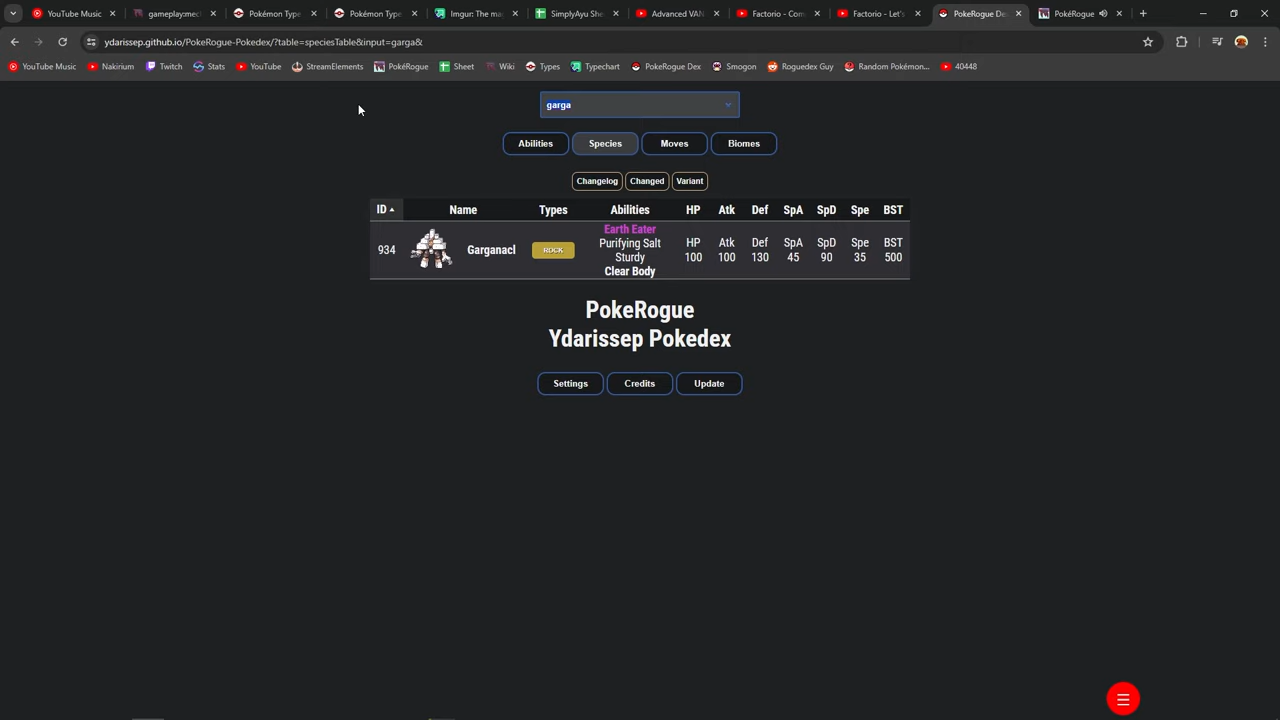 YouTube Music
gameplay:mec
Pokémon Type
Pokémon Type
Imgur: The ma
SimplyAyu She
Advanced VAN
Factorio - Com
Factorio - Let's
PokeRogue De
PokéRogue
ydarissep.github.io/PokeRogue-Pokedex/?table=speciesTable&input=garga&
YouTube Music
Nakirium
Twitch
Stats
YouTube
StreamElements
PokéRogue
Sheet
Wiki
Types
Typechart
PokeRogue Dex
Smogon
Roguedex Guy
Random Pokémon...
40448
garga
Abilities
Species
Moves
Biomes
Changelog
Changed
Variant
ID Name Types Abilities HP Atk Def SpA SpD Spe BST
934
Garganacl
ROCK
Earth Eater
Purifying Salt
Sturdy
Clear Body
HP Atk Def SpA SpD Spe BST
100 100 130 45 90 35 500
PokeRogue
Ydarissep Pokedex
Settings
Credits
Update